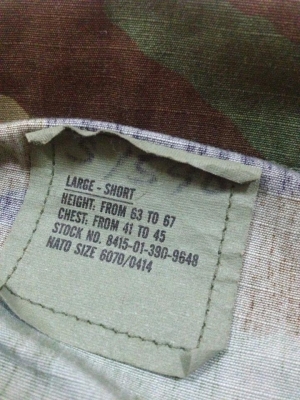 LARGE - SHORT
HEIGHT: FROM 63 TO 67
CHEST: FROM 41 TO 45
STOCK NO. 8415-01-390-9648
NATO SIZE 6070/0414